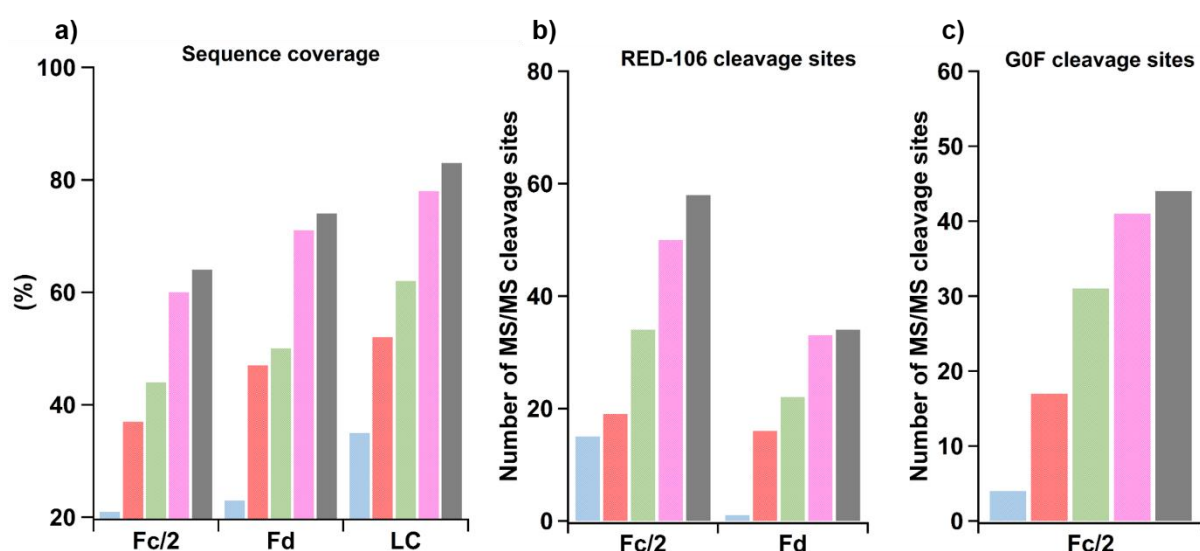 a)
Sequence coverage
(%)
100
80
60
40
20
Fc/2 Fd LC
b)
RED-106 cleavage sites
Number of MS/MS cleavage sites
80
60
40
20
0
Fc/2 Fd
c)
G0F cleavage sites
Number of MS/MS cleavage sites
60
50
40
30
20
10
0
Fc/2